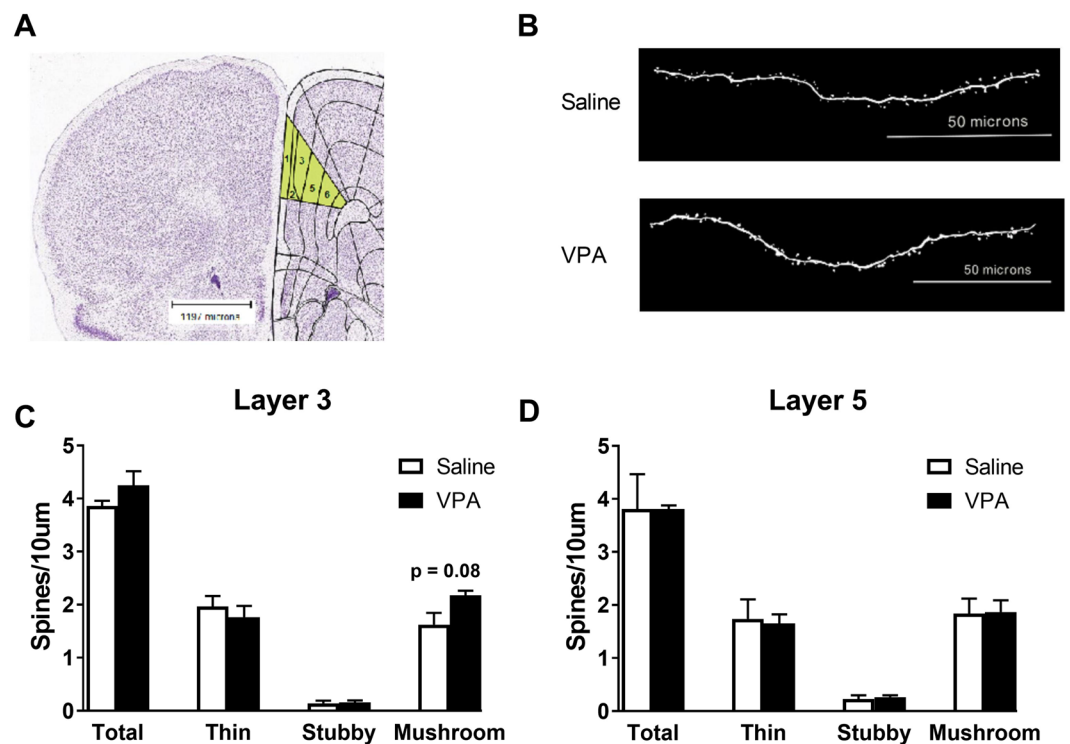 A
1
3
5
6
2
1197 microns
B
Saline
50 microns
VPA
50 microns
C
Layer 3
Spines/10um
5
4
3
2
1
0
Saline
VPA
p = 0.08
Total Thin Stubby Mushroom
D
Layer 5
Spines/10um
5
4
3
2
1
0
Saline
VPA
Total Thin Stubby Mushroom